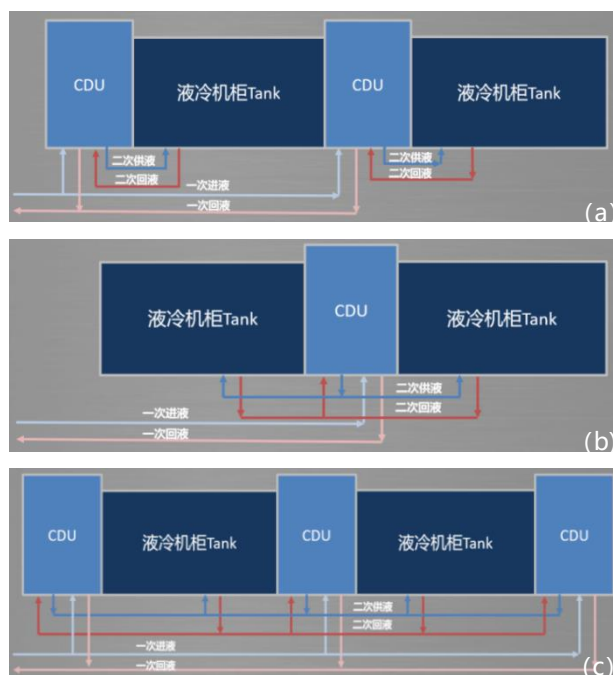 CDU
液冷机柜Tank
CDU
液冷机柜Tank
二次供液
二次回液
二次供液
二次回液
一次进液
一次回液
(a)
液冷机柜Tank
CDU
液冷机柜Tank
二次供液
二次回液
一次进液
一次回液
(b)
CDU
液冷机柜Tank
CDU
液冷机柜Tank
CDU
二次供液
二次回液
一次进液
一次回液
(c)